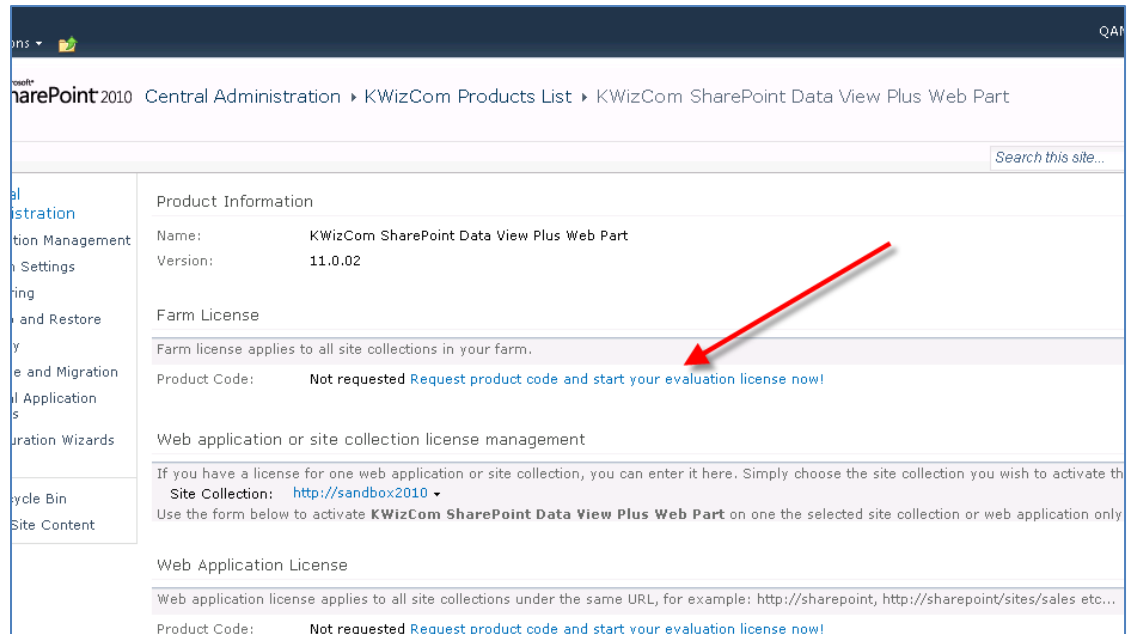 QAM
ons
Microsoft
SharePoint 2010 Central Administration KWizCom Products List KWizCom SharePoint Data View Plus Web Part
Search this site...
al
istration
tion Management
Settings
ring
and Restore
y
e and Migration
al Application
s
uration Wizards
ycle Bin
Site Content
Product Information
Name: KWizCom SharePoint Data View Plus Web Part
Version: 11.0.02
Farm License
Farm license applies to all site collections in your farm.
Product Code: Not requested Request product code and start your evaluation license now!
Web application or site collection license management
If you have a license for one web application or site collection, you can enter it here. Simply choose the site collection you wish to activate th
Site Collection: http://sandbox2010
Use the form below to activate KWizCom SharePoint Data View Plus Web Part on one the selected site collection or web application only
Web Application License
Web application license applies to all site collections under the same URL, for example: http://sharepoint, http://sharepoint/sites/sales etc...
Product Code: Not requested Request product code and start your evaluation license now!